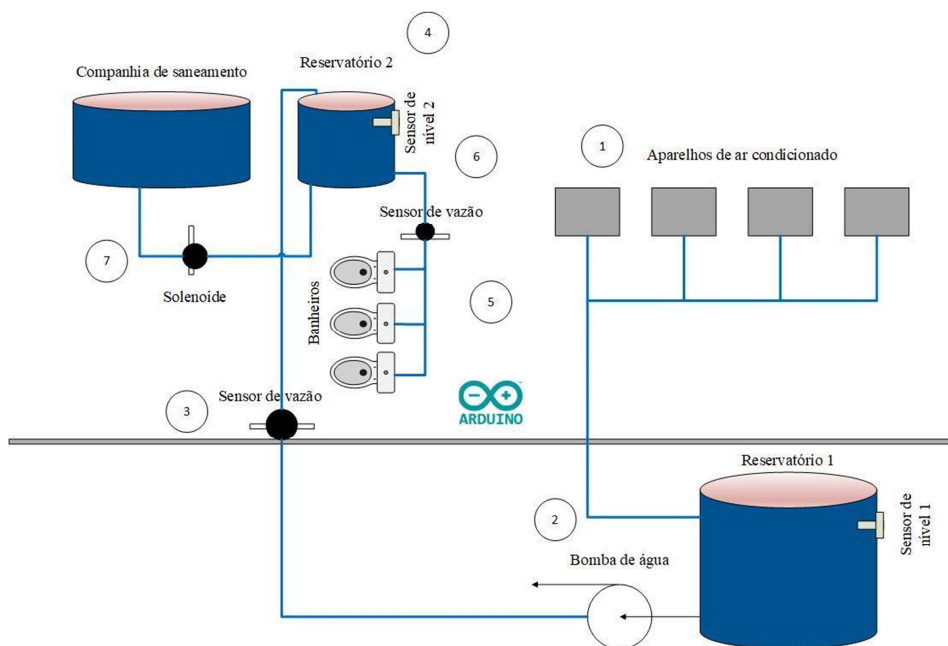 4
Companhia de saneamento
Reservatório 2
Sensor de
nível 2
1
Aparelhos de ar condicionado
6
Sensor de vazão
7
Solenoide
Banheiros
5
3
Sensor de vazão
ARDUINO
Reservatório 1
2
Sensor de
nível 1
Bomba de água